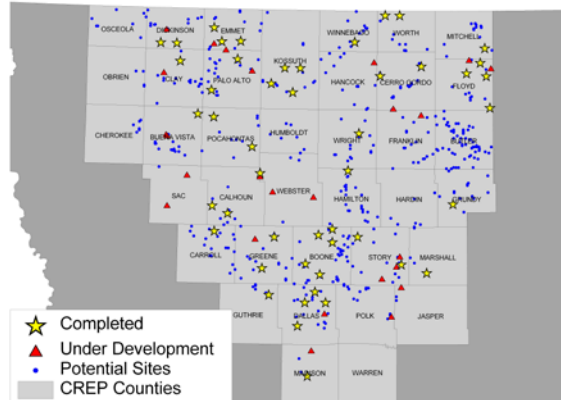 OSCEOLA
DICKINSON
EMMET
WINNEBAGO
WORTH
MITCHELL
KOSSUTH
OBRIEN
CLAY
PALO ALTO
HANCOCK
CERRO GORDO
FLOYD
CHEROKEE
BUENA VISTA
POCAHONTAS
HUMBOLDT
WRIGHT
FRANKLIN
BUTLER
SAC
CALHOUN
WEBSTER
HAMILTON
HARDIN
GRUNDY
CARROLL
GREENE
BOONE
STORY
MARSHALL
GUTHRIE
DALLAS
POLK
JASPER
MADISON
WARREN
Completed
Under Development
Potential Sites
CREP Counties